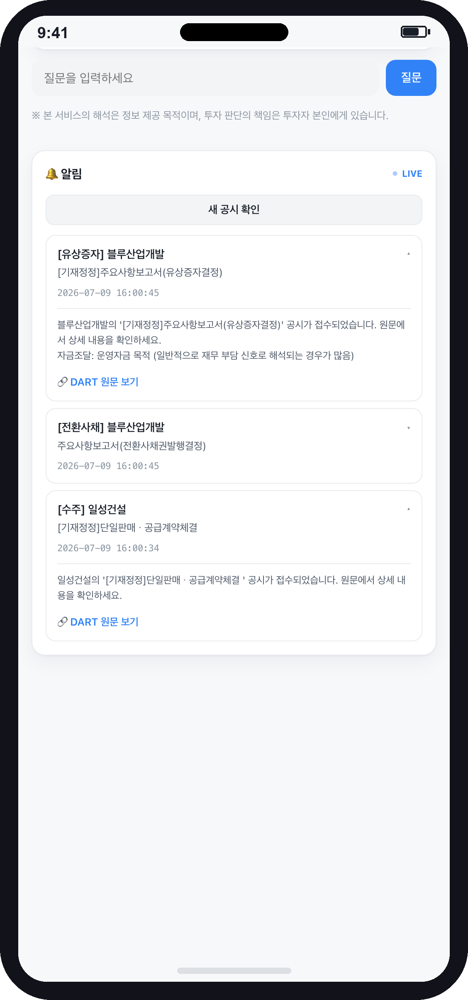 9:41
질문을 입력하세요
질문
※ 본 서비스의 해석은 정보 제공 목적이며, 투자 판단의 책임은 투자자 본인에게 있습니다.
🔔 알림
LIVE
새 공시 확인
[유상증자] 블루산업개발
[기재정정]주요사항보고서(유상증자결정)
2026-07-09 16:00:45
블루산업개발의 '[기재정정]주요사항보고서(유상증자결정)' 공시가 접수되었습니다. 원문에
서 상세 내용을 확인하세요.
자금조달: 운영자금 목적 (일반적으로 재무 부담 신호로 해석되는 경우가 많음)
🔗 DART 원문 보기
[전환사채] 블루산업개발
주요사항보고서(전환사채권발행결정)
2026-07-09 16:00:45
[수주] 일성건설
[기재정정]단일판매ㆍ공급계약체결
2026-07-09 16:00:34
일성건설의 '[기재정정]단일판매ㆍ공급계약체결 ' 공시가 접수되었습니다. 원문에서 상세 내
용을 확인하세요.
🔗 DART 원문 보기